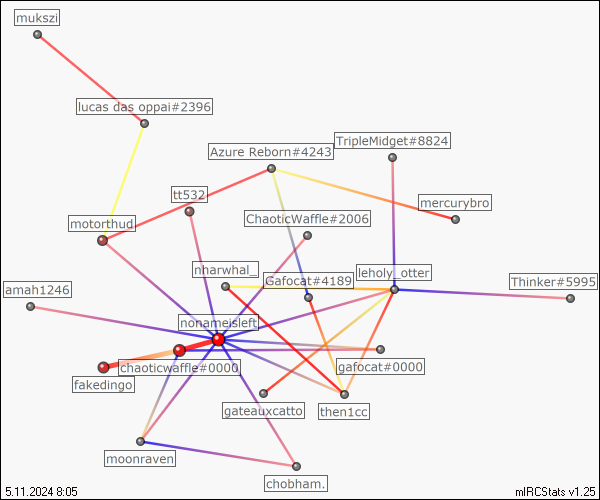 mukszi
lucas das oppai#2396
TripleMidget#8824
Azure Reborn#4243
tt532
mercurybro
ChaoticWaffle#2006
motorthud
nharwhal_
leholy_otter
Gafocat#4189
Thinker#5995
amah1246
nonameisleft
chaoticwaffle#0000
gafocat#0000
fakedingo
gateauxcatto
then1cc
moonraven
chobham.
5.11.2024 8:05
mIRCStats v1.25